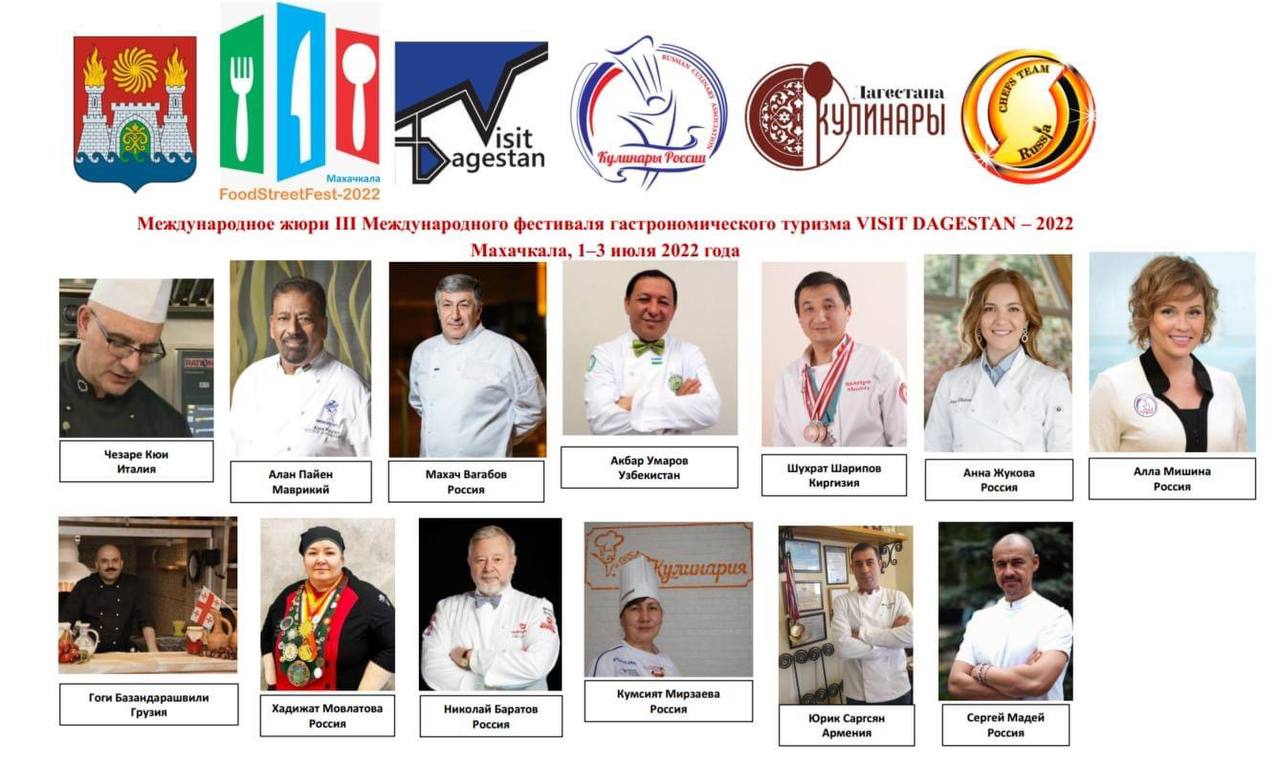 Махачкала
FoodStreetFest-2022
Visit
Dagestan
RUSSIAN CULINARY ASSOCIATION
Кулинары России
Дагестана
КУЛИНАРЫ
CHEFS TEAM
Russia
Международное жюри III Международного фестиваля гастрономического туризма VISIT DAGESTAN – 2022
Махачкала, 1–3 июля 2022 года
Чезаре Кюи
Италия
Алан Пайен
Маврикий
Махач Вагабов
Россия
Акбар Умаров
Узбекистан
Шухрат Шарипов
Киргизия
Анна Жукова
Россия
Алла Мишина
Россия
Кулинария
Гоги Базандарашвили
Грузия
Хадижат Мовлатова
Россия
Николай Баратов
Россия
Кумсият Мирзаева
Россия
Юрик Саргсян
Армения
Сергей Мадей
Россия